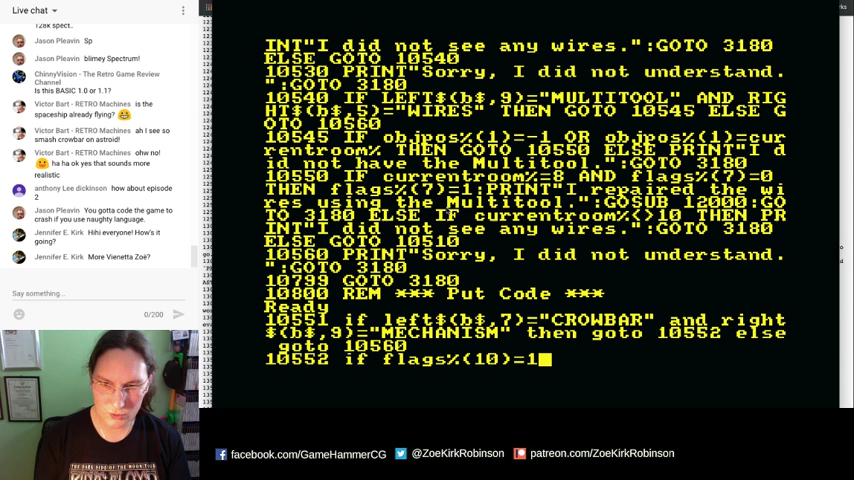 Live chat
128k spect..
Jason Pleavin Sp
Jason Pleavin blimey Spectrum!
ChinnyVision - The Retro Game Review
Channel
Is this BASIC 1.0 or 1.1?
Victor Bart - RETRO Machines is the
spaceship already flying?
Victor Bart - RETRO Machines ah I see so
smash crowbar on astroid!
Victor Bart - RETRO Machines ohw no!
ha ha ok yes that sounds more
realistic
anthony Lee dickinson how about episode
2
Jason Pleavin You gotta code the game to
crash if you use naughty language.
Jennifer E. Kirk Hihi everyone! How's it
going?
Jennifer E. Kirk More Vienetta Zoë?
Say something...
0/200
INT"I did not see any wires.":GOTO 3180
ELSE GOTO 10540
10530 PRINT"Sorry, I did not understand.
":GOTO 3180
10540 IF LEFT$(b$,9)="MULTITOOL" AND RIG
HT$(b$,5)="WIRES" THEN GOTO 10545 ELSE G
OTO 10560
10545 IF objpos%(1)=-1 OR objpos%(1)=cur
rentroom% THEN GOTO 10550 ELSE PRINT"I d
id not have the Multitool.":GOTO 3180
10550 IF currentroom%=8 AND flags%(7)=0
THEN flags%(7)=1:PRINT"I repaired the wi
res using the Multitool.":GOSUB 12000:GO
TO 3180 ELSE IF currentroom%<>10 THEN PR
INT"I did not see any wires.":GOTO 3180
ELSE GOTO 10510
10560 PRINT"Sorry, I did not understand.
":GOTO 3180
10799 GOTO 3180
10800 REM *** Put Code ***
Ready
10551 if left$(b$,7)="CROWBAR" and right
$(b$,9)="MECHANISM" then goto 10552 else
goto 10560
10552 if flags%(10)=1
facebook.com/GameHammerCG
@ZoeKirkRobinson
patreon.com/ZoeKirkRobinson